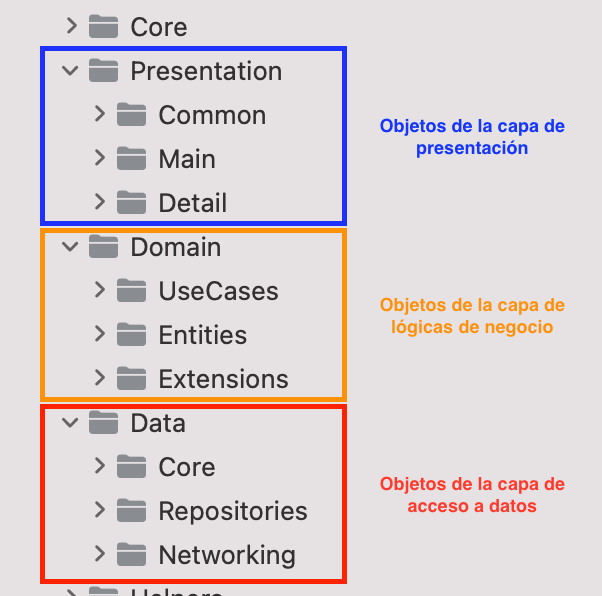 Core
Presentation
Common
Main
Detail
Objetos de la capa de
presentación
Domain
UseCases
Entities
Extensions
Objetos de la capa de
lógicas de negocio
Data
Core
Repositories
Networking
Objetos de la capa de
acceso a datos
Helpers